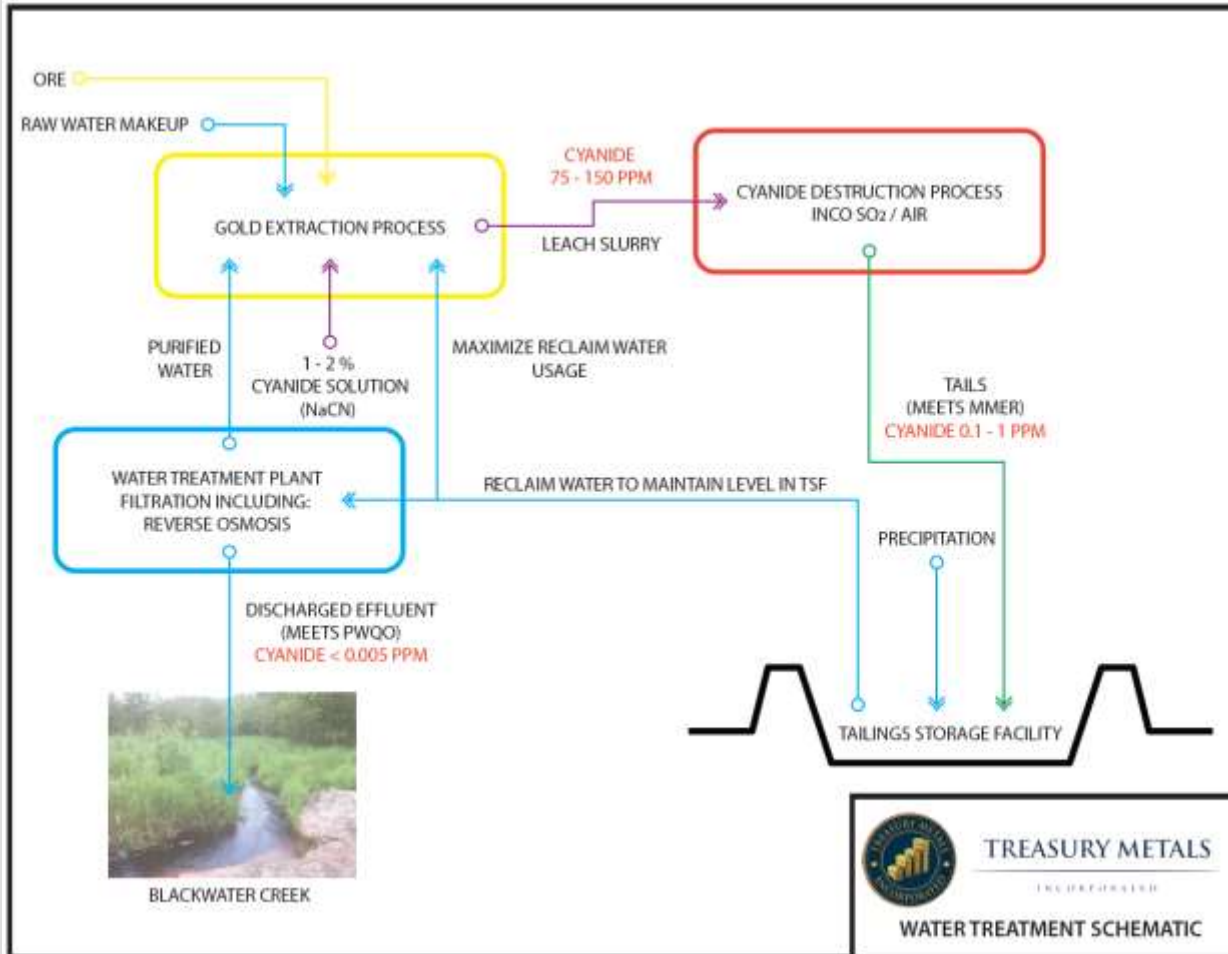 ORE
RAW WATER MAKEUP
GOLD EXTRACTION PROCESS
CYANIDE
75 - 150 PPM
LEACH SLURRY
CYANIDE DESTRUCTION PROCESS
INCO SO2 / AIR
PURIFIED
WATER
1 - 2 %
CYANIDE SOLUTION
(NaCN)
MAXIMIZE RECLAIM WATER
USAGE
TAILS
(MEETS MMER)
CYANIDE 0.1 - 1 PPM
WATER TREATMENT PLANT
FILTRATION INCLUDING:
REVERSE OSMOSIS
RECLAIM WATER TO MAINTAIN LEVEL IN TSF
PRECIPITATION
DISCHARGED EFFLUENT
(MEETS PWQO)
CYANIDE < 0.005 PPM
TAILINGS STORAGE FACILITY
BLACKWATER CREEK
TREASURY METALS
INCORPORATED
TREASURY METALS
INCORPORATED
WATER TREATMENT SCHEMATIC